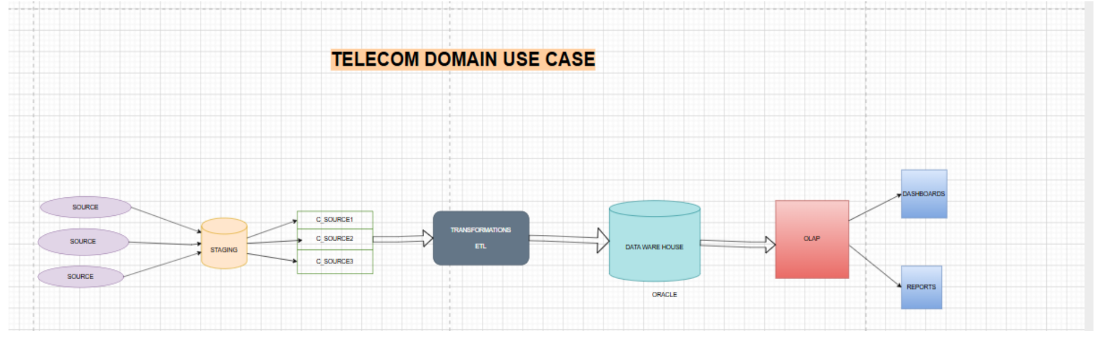 TELECOM DOMAIN USE CASE
SOURCE
SOURCE
SOURCE
STAGING
C_SOURCE1
C_SOURCE2
C_SOURCE3
TRANSFORMATIONS
ETL
DATA WARE HOUSE
ORACLE
OLAP
DASHBOARDS
REPORTS